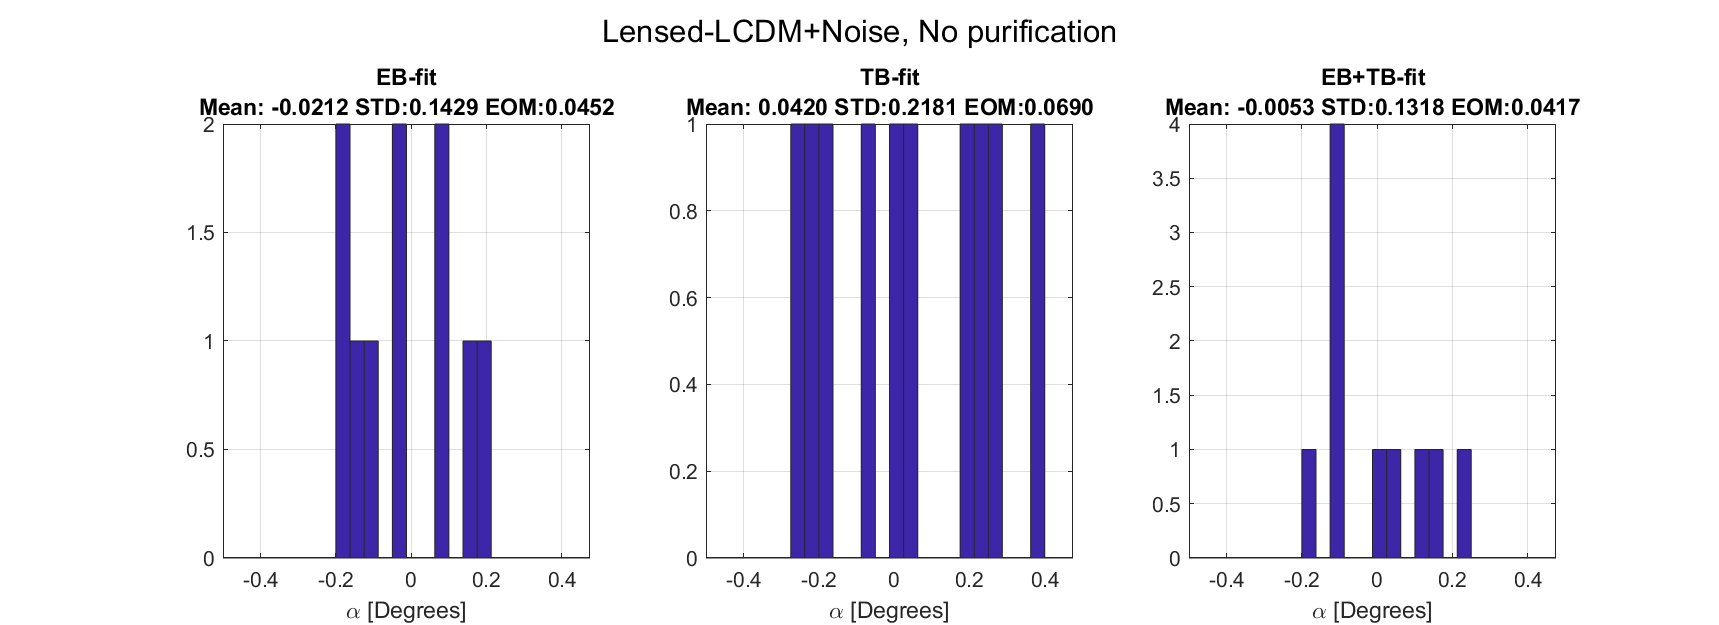 Lensed-LCDM+Noise, No purification
EB-fit
Mean: -0.0212 STD:0.1429 EOM:0.0452
2
1.5
1
0.5
0
-0.4 -0.2 0 0.2 0.4
α [Degrees]
TB-fit
Mean: 0.0420 STD:0.2181 EOM:0.0690
1
0.8
0.6
0.4
0.2
0
-0.4 -0.2 0 0.2 0.4
α [Degrees]
EB+TB-fit
Mean: -0.0053 STD:0.1318 EOM:0.0417
4
3.5
3
2.5
2
1.5
1
0.5
0
-0.4 -0.2 0 0.2 0.4
α [Degrees]